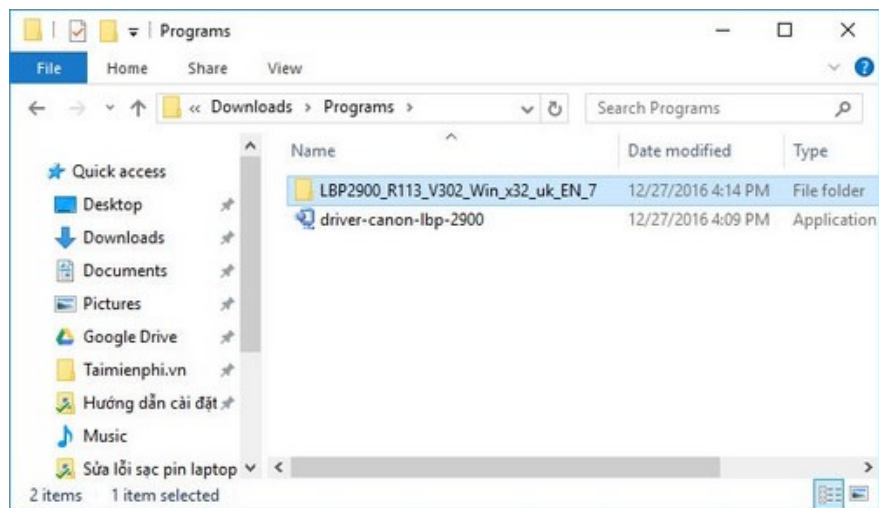 Programs
File Home Share View
« Downloads > Programs > Search Programs
Name Date modified Type
Quick access
LBP2900_R113_V302_Win_x32_uk_EN_7 12/27/2016 4:14 PM File folder
Desktop
driver-canon-lbp-2900 12/27/2016 4:09 PM Application
Downloads
Documents
Pictures
Google Drive
Taimienphi.vn
Hướng dẫn cài đặt
Music
Sửa lỗi sạc pin laptop
2 items 1 item selected